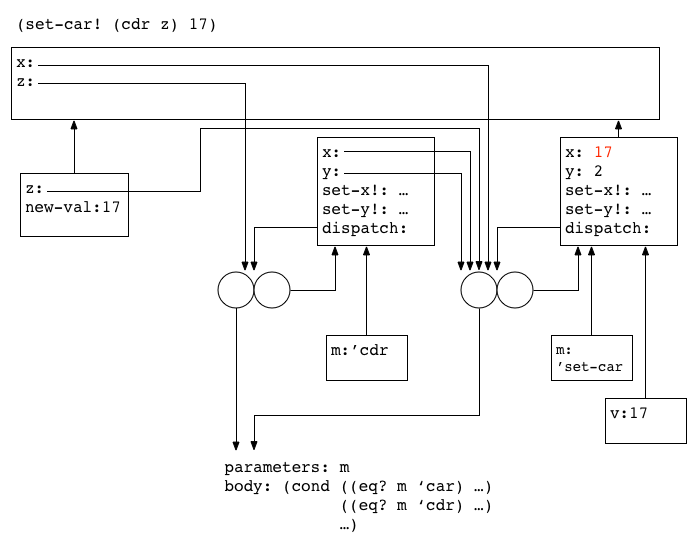 (set-car! (cdr z) 17)
x:
z:
x:
y:
set-x!: …
set-y!: …
dispatch:
x: 17
y: 2
set-x!: …
set-y!: …
dispatch:
z:
new-val:17
m:’cdr
m:
’set-car
v:17
parameters: m
body: (cond ((eq? m ‘car) …)
((eq? m ‘cdr) …)
…)